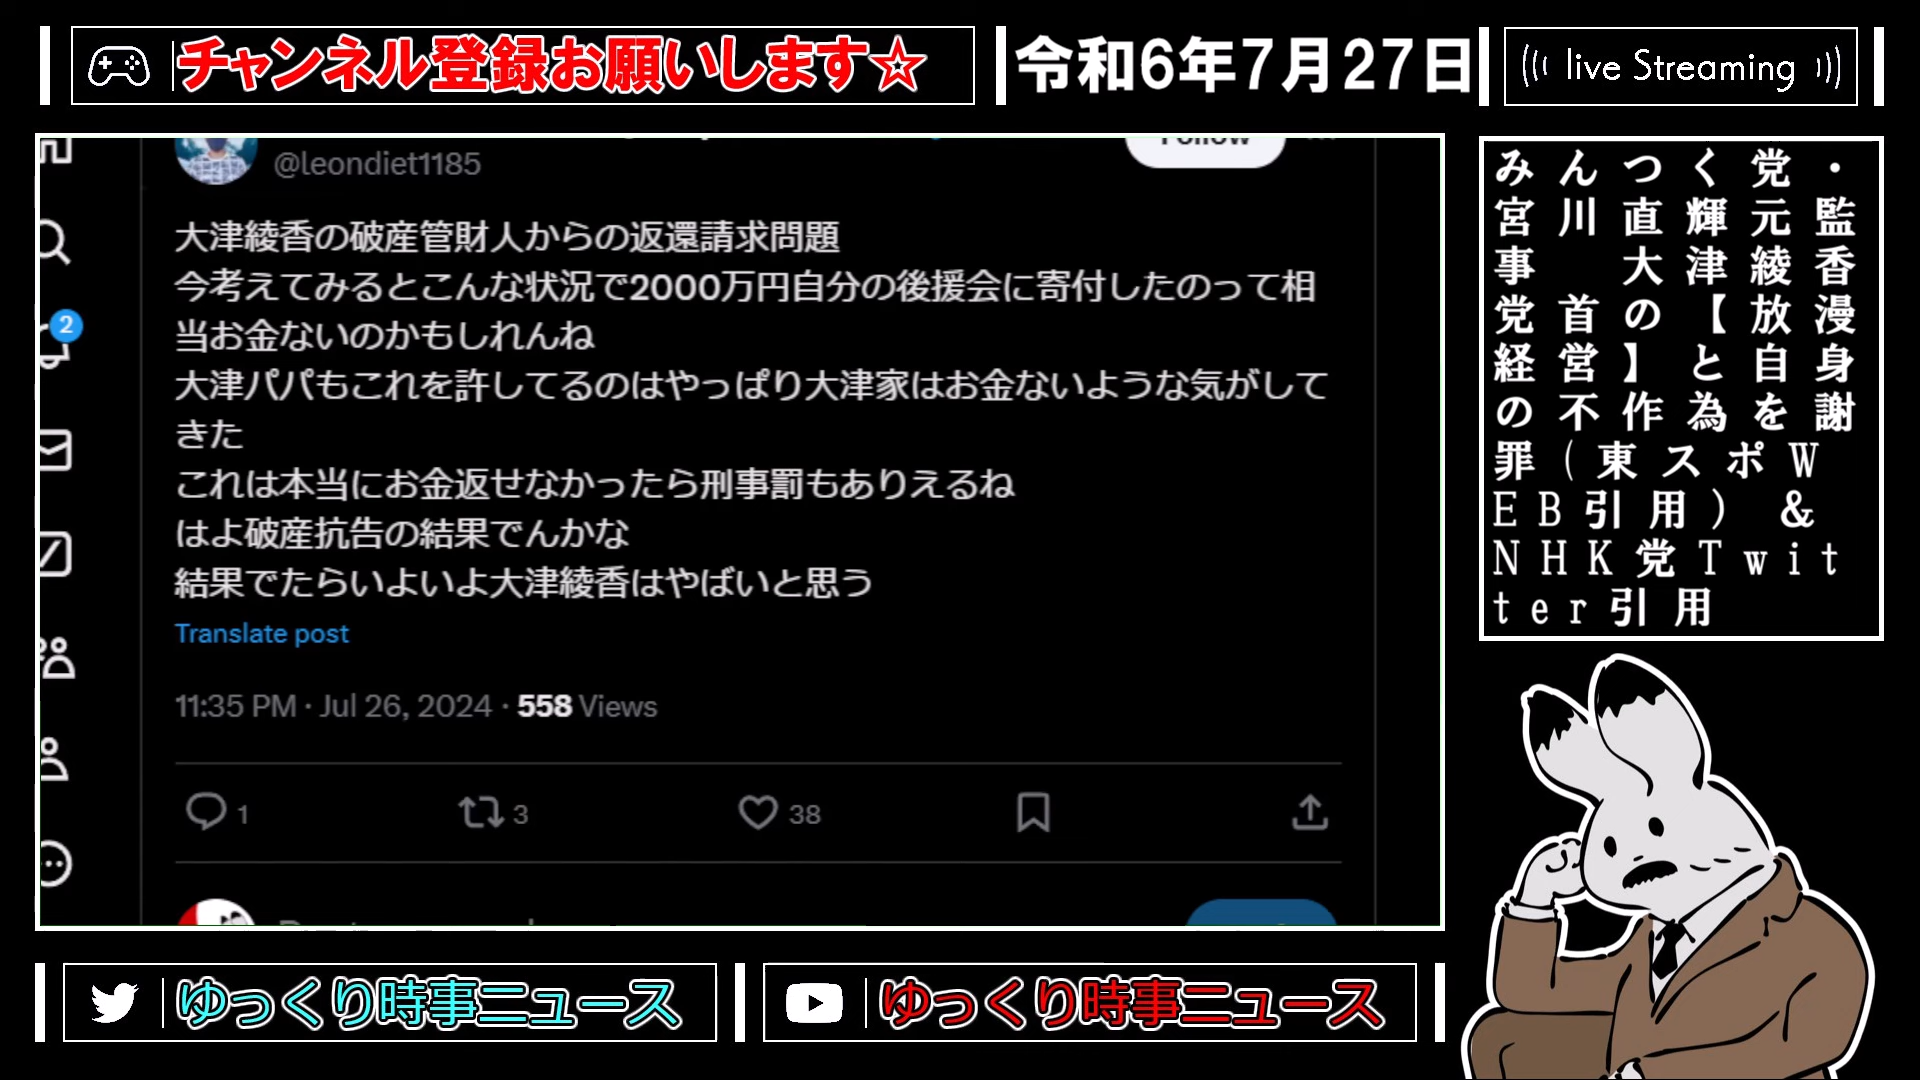 チャンネル登録お願いします☆
令和6年7月27日
live Streaming
@leondiet1185
Follow
大津綾香の破産管財人からの返還請求問題
今考えてみるとこんな状況で2000万円自分の後援会に寄付したのって相
当お金ないのかもしれんね
大津パパもこれを許してるのはやっぱり大津家はお金ないような気がして
きた
これは本当にお金返せなかったら刑事罰もありえるね
はよ破産抗告の結果でんかな
結果でたらいよいよ大津綾香はやばいと思う
Translate post
11:35 PM · Jul 26, 2024 · 558 Views
1
3
38
2
みんつく党・
宮川直輝元監
事　大津綾香
党首の【放漫
経営】と自身
の不作為を謝
罪(東スポW
EB引用) &
NHK党Twit
ter引用
ゆっくり時事ニュース
ゆっくり時事ニュース